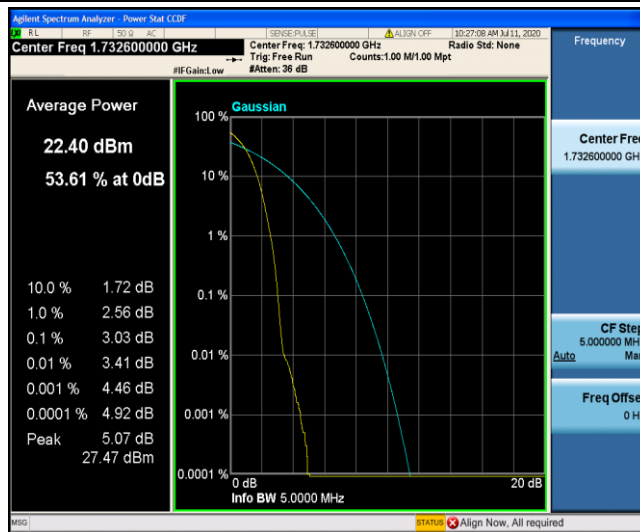 Agilent Spectrum Analyzer - Power Stat CCDF
RL RF 50 Ω AC SENSE:PULSE ALIGN OFF 10:27:08 AM Jul 11, 2020
Center Freq 1.732600000 GHz
Center Freq: 1.732600000 GHz
Radio Std: None
Trig: Free Run
Counts:1.00 M/1.00 Mpt
#IFGain:Low
#Atten: 36 dB
Frequency
Average Power
22.40 dBm
53.61 % at 0dB
10.0 % 1.72 dB
1.0 % 2.56 dB
0.1 % 3.03 dB
0.01 % 3.41 dB
0.001 % 4.46 dB
0.0001 % 4.92 dB
Peak 5.07 dB
27.47 dBm
Gaussian
100 %
10 %
1 %
0.1 %
0.01 %
0.001 %
0.0001 %
0 dB
20 dB
Info BW 5.0000 MHz
Center Freq
1.732600000 GH
CF Step
5.000000 MH
Auto Man
Freq Offse
0 H
MSG
STATUS Align Now, All required